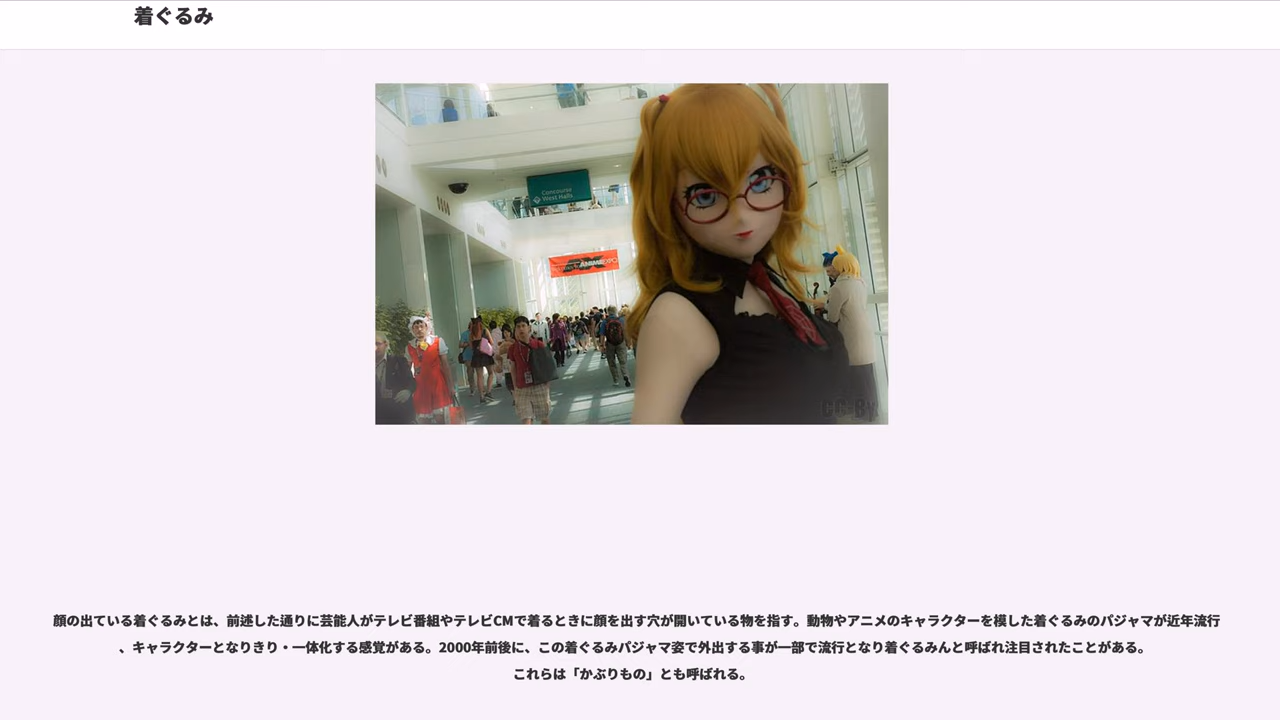 着ぐるみ
Concourse
West Halls
ANIME EXPO
CC-By
顔の出ている着ぐるみとは、前述した通りに芸能人がテレビ番組やテレビCMで着るときに顔を出す穴が開いている物を指す。動物やアニメのキャラクターを模した着ぐるみのパジャマが近年流行
、キャラクターとなりきり・一体化する感覚がある。2000年前後に、この着ぐるみパジャマ姿で外出する事が一部で流行となり着ぐるみんと呼ばれ注目されたことがある。
これらは「かぶりもの」とも呼ばれる。